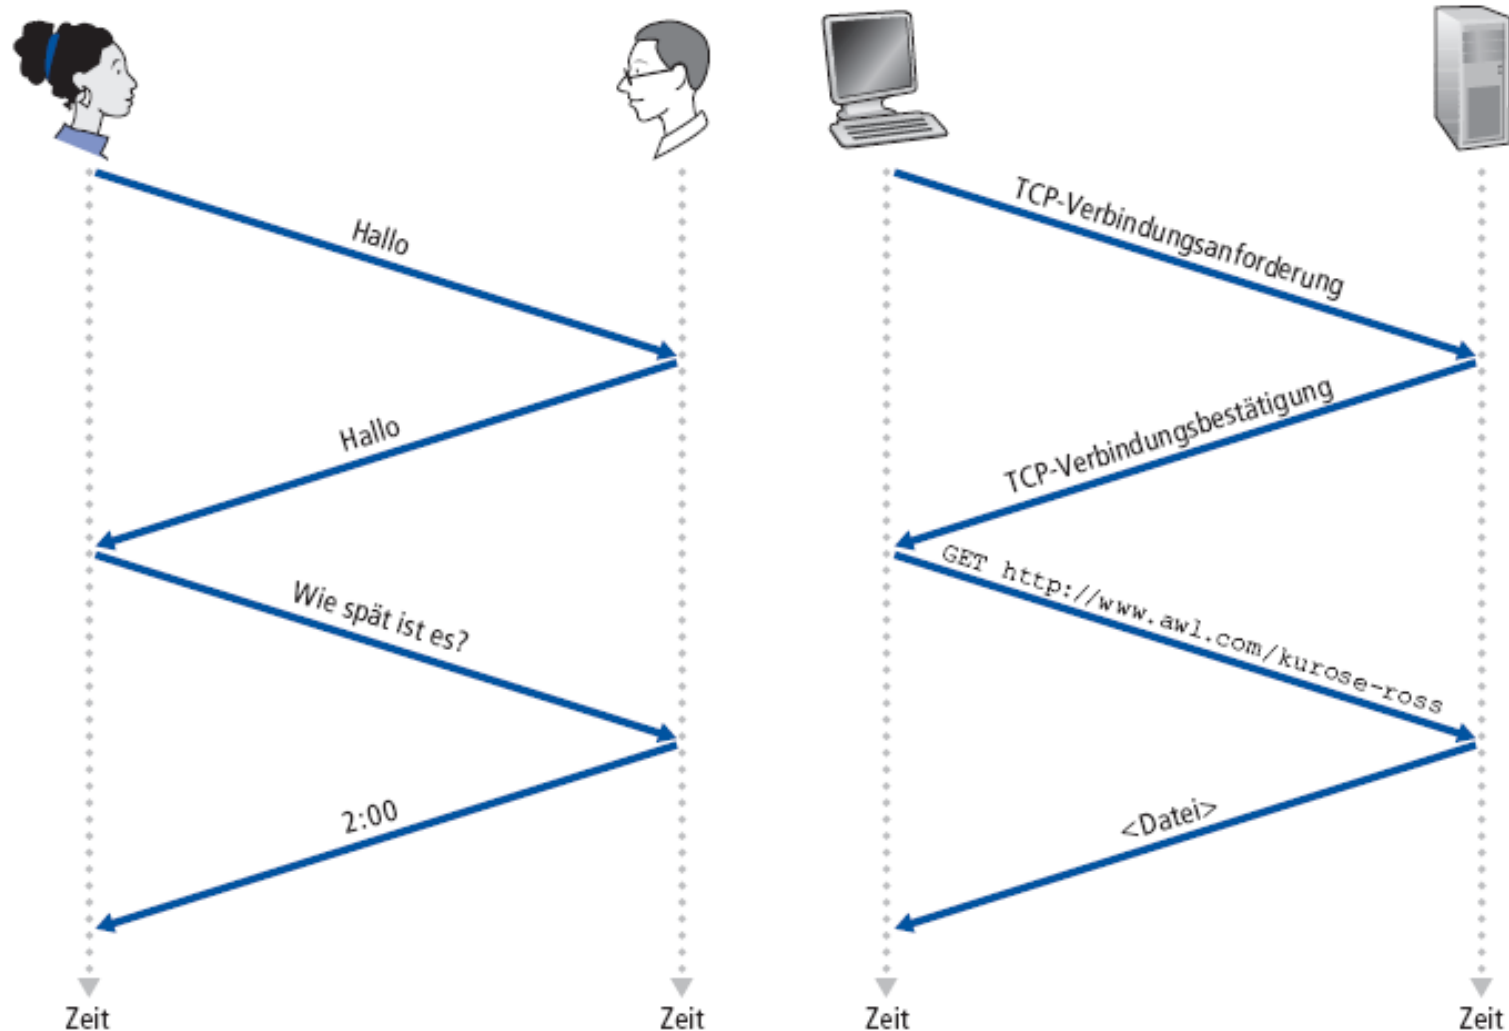 Hallo
Hallo
Wie spät ist es?
2:00
Zeit
Zeit
TCP-Verbindungsanforderung
TCP-Verbindungsbestätigung
GET http://www.awl.com/kurose-ross
<Datei>
Zeit
Zeit